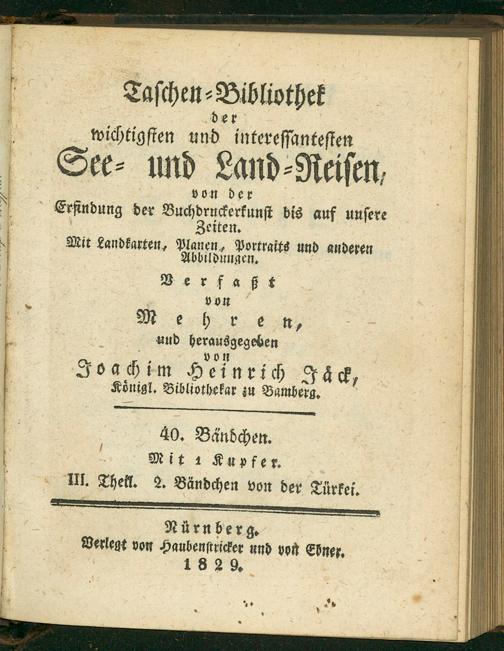 Taschen-Bibliothek
der
wichtigsten und interessantesten
See- und Land-Reisen,
von der
Erfindung der Buchdruckerkunst bis auf unsere
Zeiten.
Mit Landkarten, Planen, Portraits und anderen
Abbildungen.
Verfaßt
von
Mehren,
und herausgegeben
von
Joachim Heinrich Jäck,
Königl. Bibliothekar zu Bamberg.
40. Bändchen.
Mit 1 Kupfer.
III. Theil. 2. Bändchen von der Türkei.
Nürnberg.
Verlegt von Haubenstricker und von Ebner.
1829.